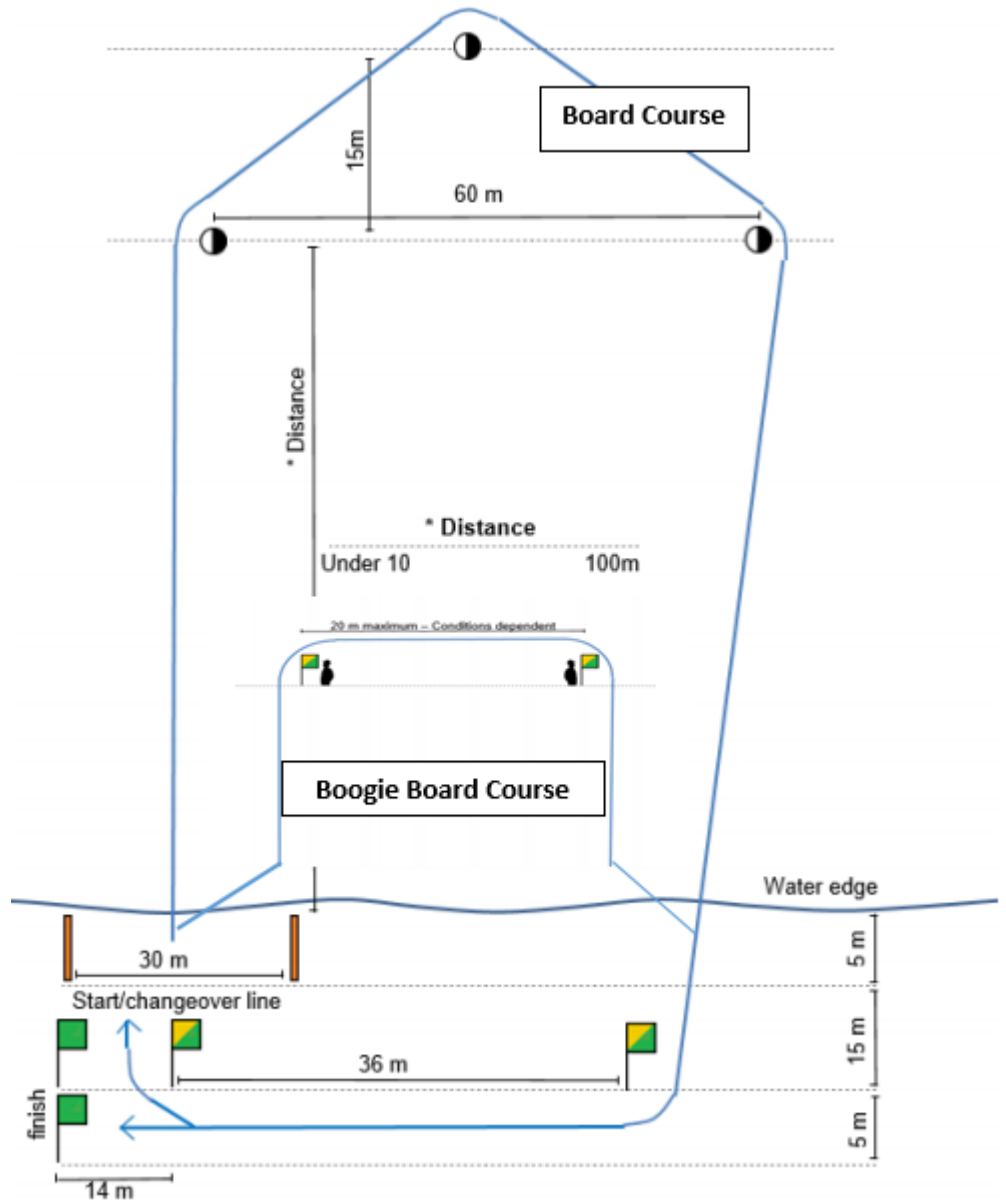 Board Course
15m
60 m
* Distance
* Distance
Under 10 100m
20 m maximum – Conditions dependent
Boogie Board Course
Water edge
30 m
5 m
Start/changeover line
15 m
36 m
finish
5 m
14 m